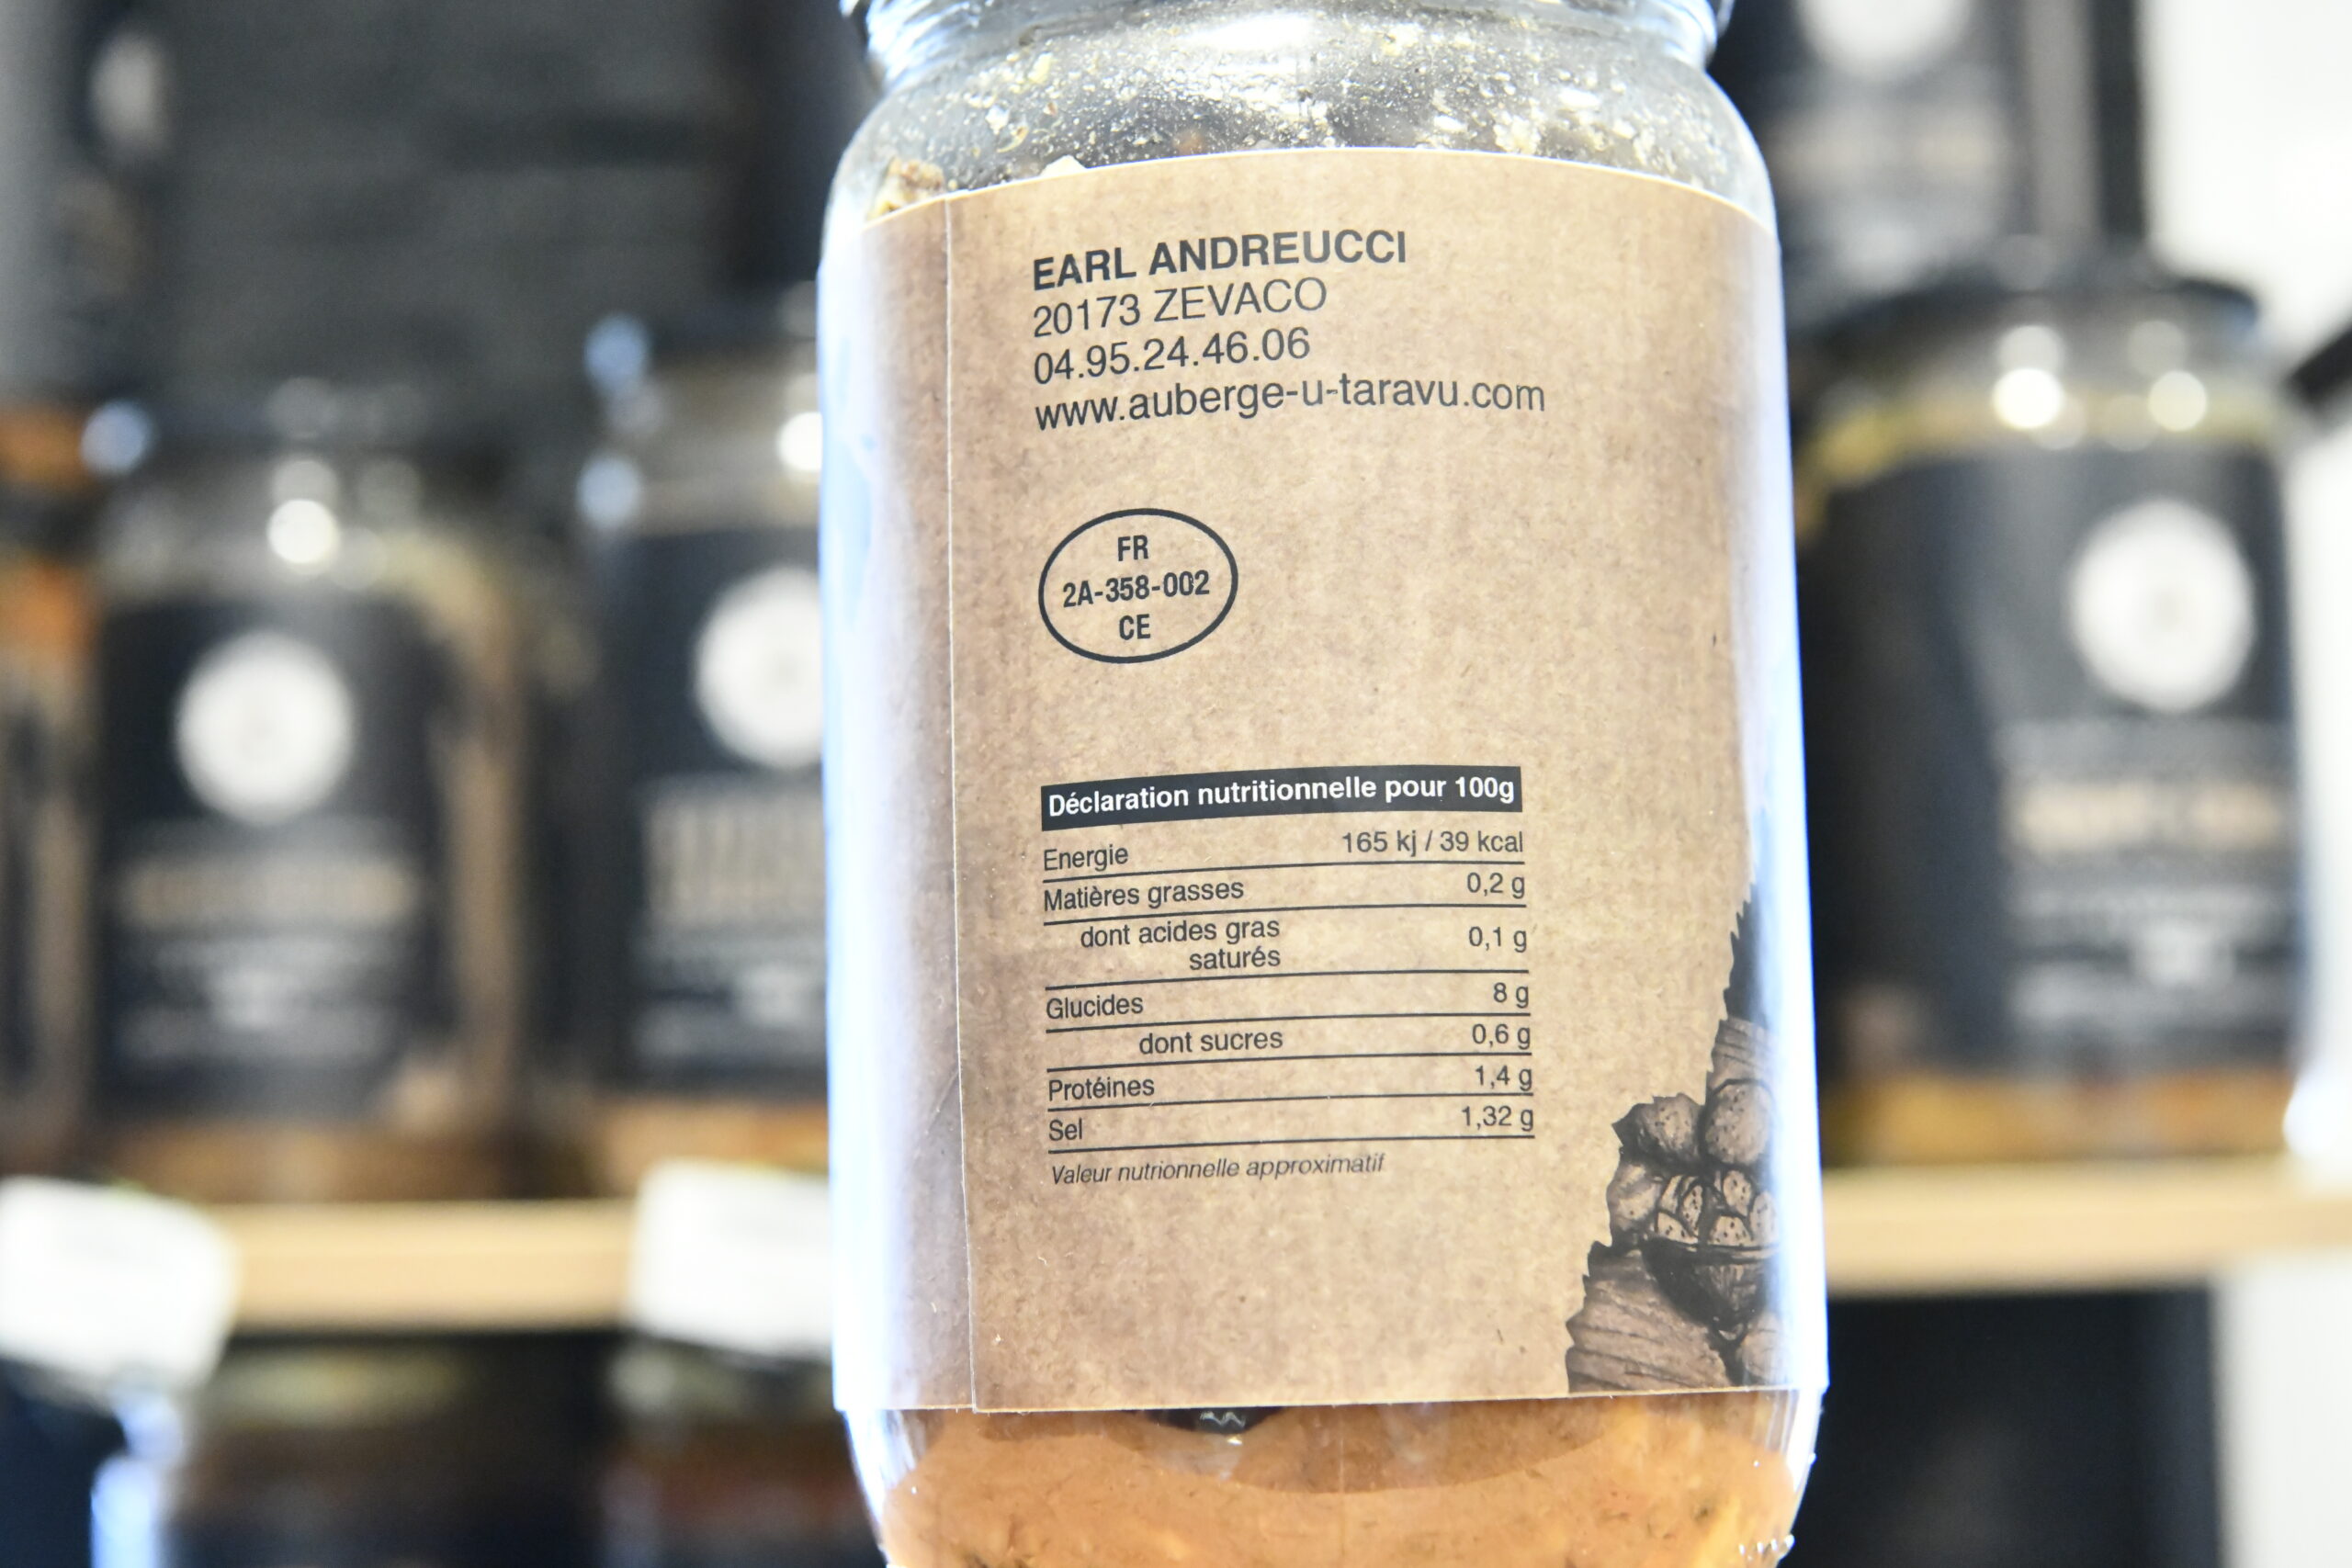 EARL ANDREUCCI
20173 ZEVACO
04.95.24.46.06
www.auberge-u-taravu.com
FR
2A-358-002
CE
Déclaration nutritionnelle pour 100g
Energie 165 kj / 39 kcal
Matières grasses 0,2 g
dont acides gras
saturés 0,1 g
Glucides 8 g
dont sucres 0,6 g
Protéines 1,4 g
Sel 1,32 g
Valeur nutrionnelle approximatif